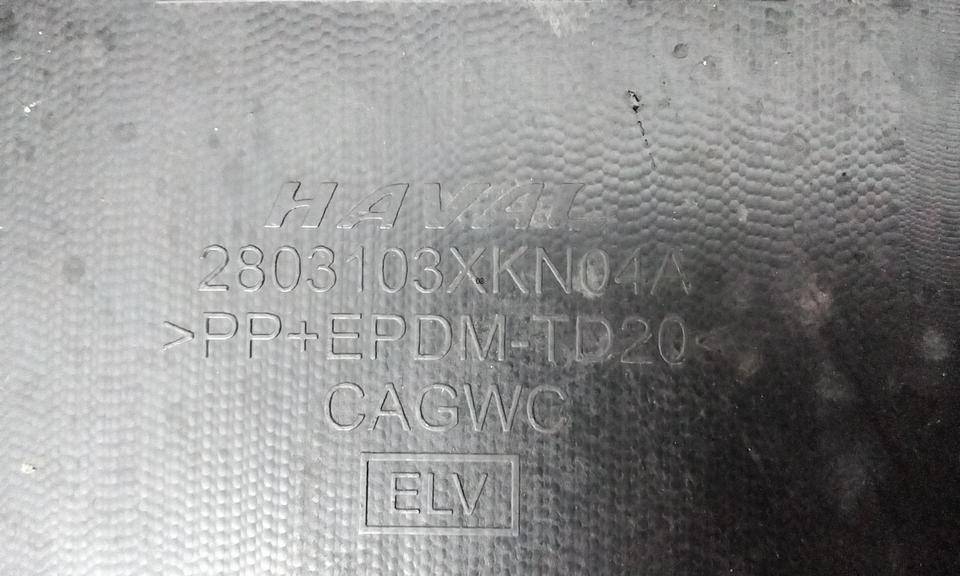 HAVAL
2803103XKN04A
>PP+EPDM-TD20<
CAGWC
ELV